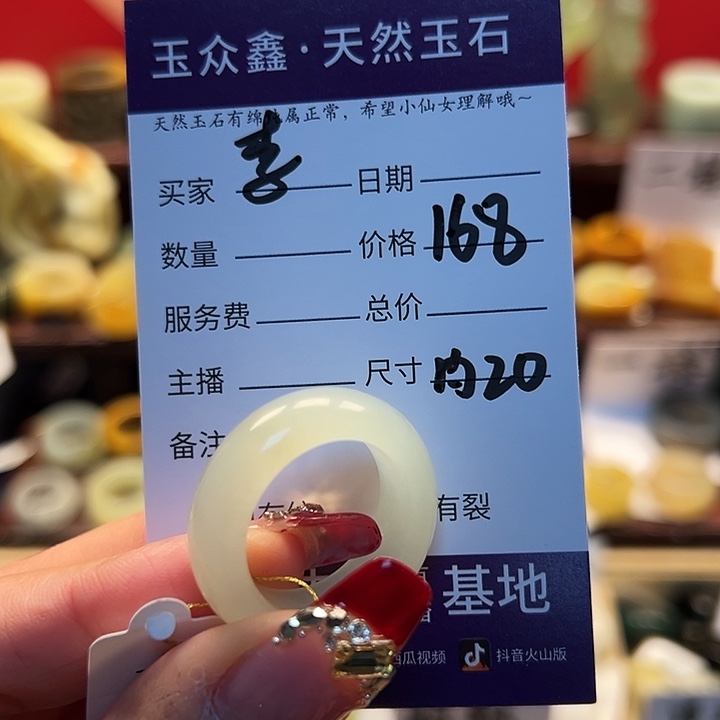 玉众鑫·天然玉石
天然玉石有绵纯属正常，希望小仙女理解哦～
买家 李 日期
数量 价格 168
服务费 总价
主播 尺寸 内20
备注
有裂
基地
西瓜视频 抖音火山版